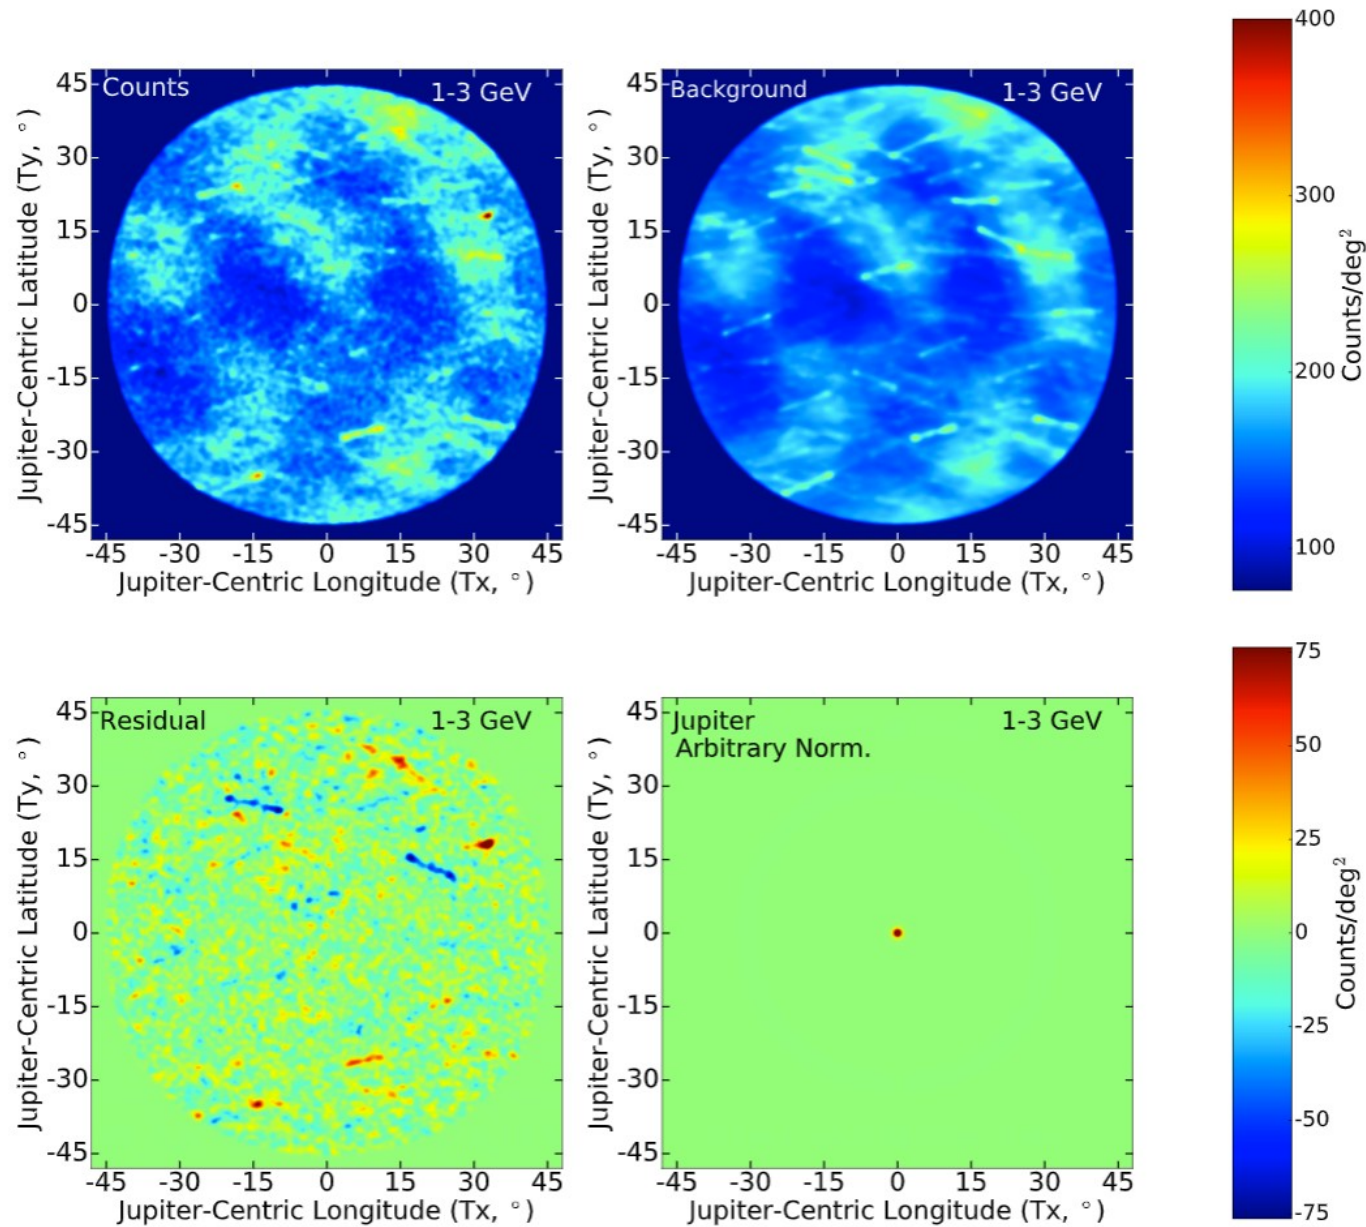 Counts 1-3 GeV
45
30
15
0
-15
-30
-45
-45 -30 -15 0 15 30 45
Jupiter-Centric Latitude (Ty, °)
Jupiter-Centric Longitude (Tx, °)
Background 1-3 GeV
45
30
15
0
-15
-30
-45
-45 -30 -15 0 15 30 45
Jupiter-Centric Latitude (Ty, °)
Jupiter-Centric Longitude (Tx, °)
400
300
200
100
Counts/deg²
Residual 1-3 GeV
45
30
15
0
-15
-30
-45
-45 -30 -15 0 15 30 45
Jupiter-Centric Latitude (Ty, °)
Jupiter-Centric Longitude (Tx, °)
Jupiter 1-3 GeV
Arbitrary Norm.
45
30
15
0
-15
-30
-45
-45 -30 -15 0 15 30 45
Jupiter-Centric Latitude (Ty, °)
Jupiter-Centric Longitude (Tx, °)
75
50
25
0
-25
-50
-75
Counts/deg²